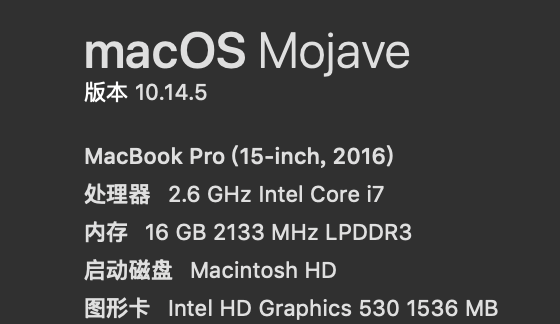 macOS Mojave
版本 10.14.5
MacBook Pro (15-inch, 2016)
处理器 2.6 GHz Intel Core i7
内存 16 GB 2133 MHz LPDDR3
启动磁盘 Macintosh HD
图形卡 Intel HD Graphics 530 1536 MB